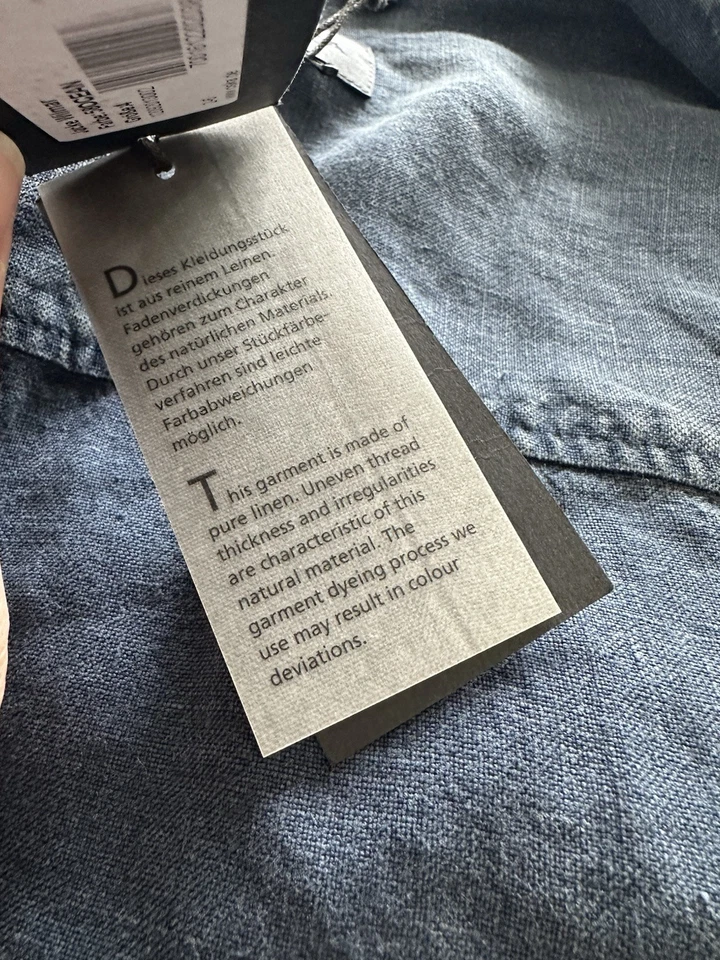 Dieses Kleidungsstück
ist aus reinem Leinen.
Fadenverdickungen
gehören zum Charakter
des natürlichen Materials.
Durch unser Stückfärbe-
verfahren sind leichte
Farbabweichungen
möglich.
This garment is made of
pure linen. Uneven thread
thickness and irregularities
are characteristic of this
natural material. The
garment dyeing process we
use may result in colour
deviations.